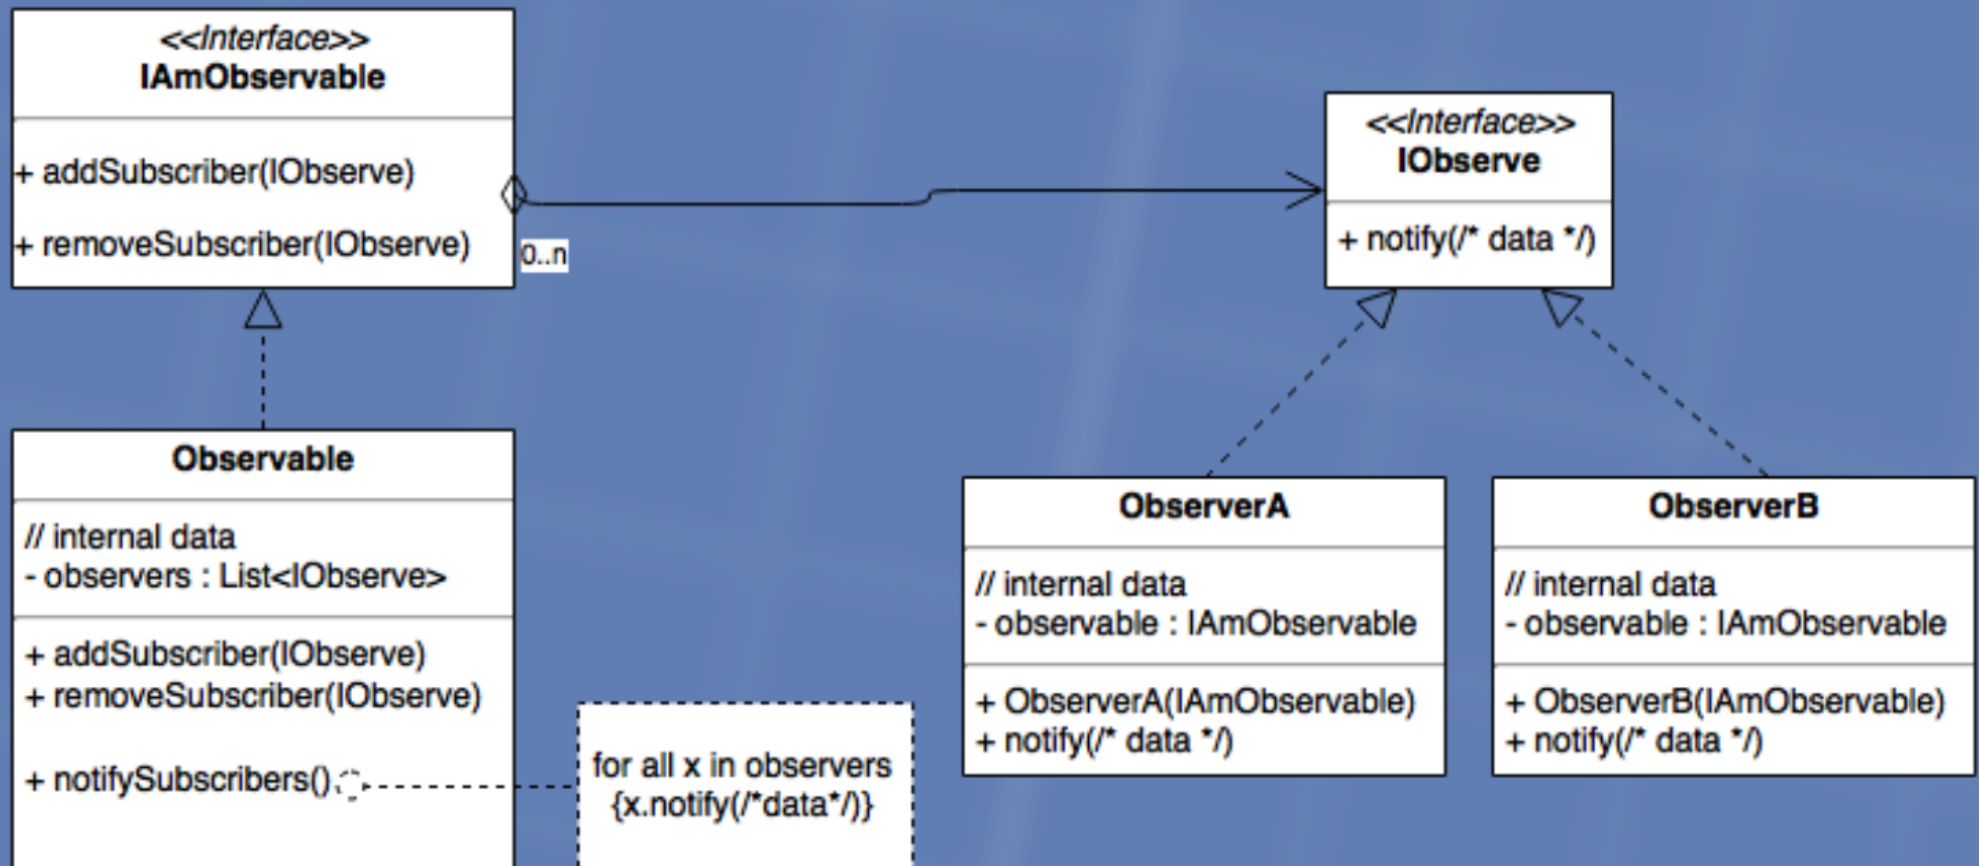 <<Interface>>
IAmObservable
+ addSubscriber(IObserve)
+ removeSubscriber(IObserve)
0..n
<<Interface>>
IObserve
+ notify(/* data */)
Observable
// internal data
- observers : List<IObserve>
+ addSubscriber(IObserve)
+ removeSubscriber(IObserve)
+ notifySubscribers()
for all x in observers
{x.notify(/*data*/)}
ObserverA
// internal data
- observable : IAmObservable
+ ObserverA(IAmObservable)
+ notify(/* data */)
ObserverB
// internal data
- observable : IAmObservable
+ ObserverB(IAmObservable)
+ notify(/* data */)